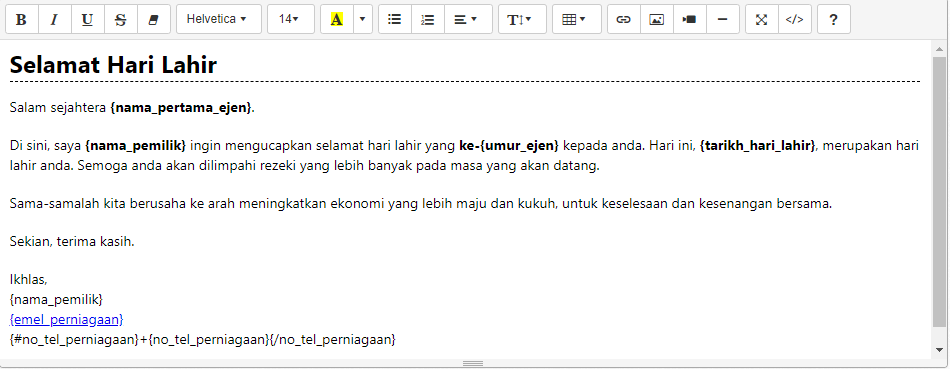 B I U S Helvetica 14 A T </> ?
Selamat Hari Lahir
Salam sejahtera {nama_pertama_ejen}.
Di sini, saya {nama_pemilik} ingin mengucapkan selamat hari lahir yang ke-{umur_ejen} kepada anda. Hari ini, {tarikh_hari_lahir}, merupakan hari
lahir anda. Semoga anda akan dilimpahi rezeki yang lebih banyak pada masa yang akan datang.
Sama-samalah kita berusaha ke arah meningkatkan ekonomi yang lebih maju dan kukuh, untuk keselesaan dan kesenangan bersama.
Sekian, terima kasih.
Ikhlas,
{nama_pemilik}
{emel_perniagaan}
{#no_tel_perniagaan}+{no_tel_perniagaan}{/no_tel_perniagaan}